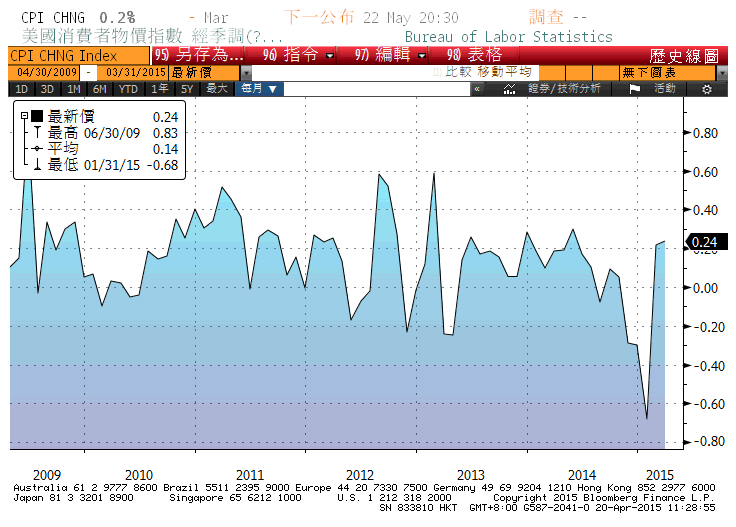 CPI CHNG 0.2% - Mar 下一公布 22 May 20:30 調查 --
美國消費者物價指數 經季調(?... Bureau of Labor Statistics
CPI CHNG Index 95) 另存為... 96) 指令 97) 編輯 98) 表格 歷史線圖
04/30/2009 - 03/31/2015 最新價 比較 移動平均 無下圖表
1D 3D 1M 6M YTD 1年 5Y 最大 每月 ▼ « 證券/技術分析 活動
最新價 0.24
最高 06/30/09 0.83
平均 0.14
最低 01/31/15 -0.68
0.80
0.60
0.40
0.24
0.20
0.00
-0.20
-0.40
-0.60
-0.80
2009 2010 2011 2012 2013 2014 2015
Australia 61 2 9777 8600 Brazil 5511 2395 9000 Europe 44 20 7330 7500 Germany 49 69 9204 1210 Hong Kong 852 2977 6000
Japan 81 3 3201 8900 Singapore 65 6212 1000 U.S. 1 212 318 2000 Copyright 2015 Bloomberg Finance L.P.
SN 833810 HKT GMT+8:00 G587-2041-0 20-Apr-2015 11:28:55